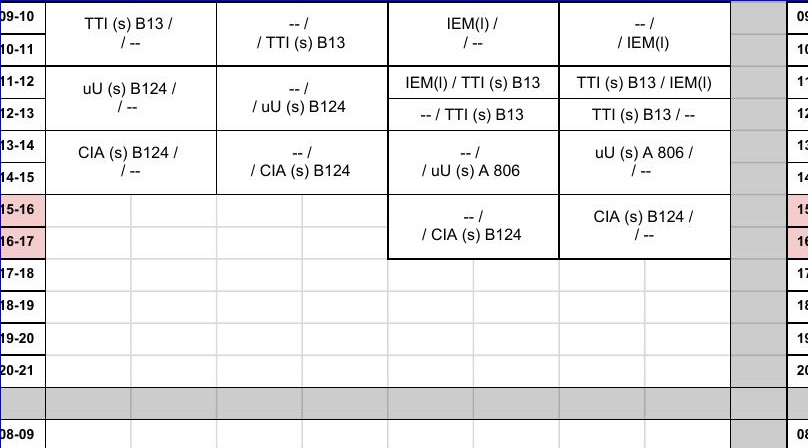 09-10
TTI (s) B13 /
/ --
-- /
/ TTI (s) B13
IEM(l) /
/ --
-- /
/ IEM(l)
09
10-11
10
11-12
uU (s) B124 /
/ --
-- /
/ uU (s) B124
IEM(l) / TTI (s) B13
TTI (s) B13 / IEM(l)
11
12-13
-- / TTI (s) B13
TTI (s) B13 / --
12
13-14
CIA (s) B124 /
/ --
-- /
/ CIA (s) B124
-- /
/ uU (s) A 806
uU (s) A 806 /
/ --
13
14-15
14
15-16
-- /
/ CIA (s) B124
CIA (s) B124 /
/ --
15
16-17
16
17-18
17
18-19
18
19-20
19
20-21
20
08-09
08